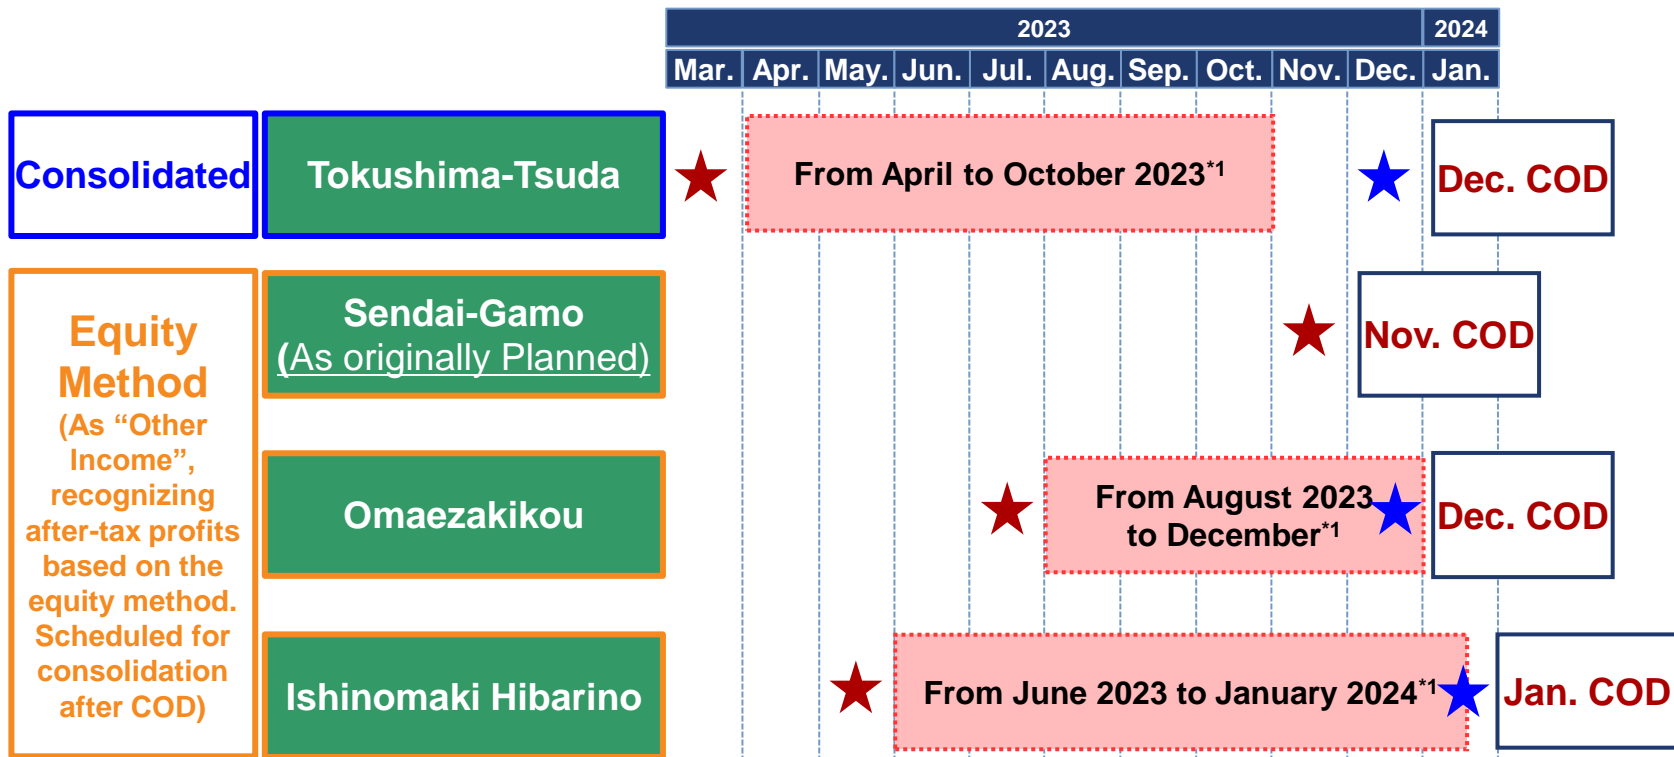 2023 2024
Mar. Apr. May. Jun. Jul. Aug. Sep. Oct. Nov. Dec. Jan.
Consolidated
Tokushima-Tsuda
From April to October 2023*1
Dec. COD
Equity
Method
(As “Other
Income”,
recognizing
after-tax profits
based on the
equity method.
Scheduled for
consolidation
after COD)
Sendai-Gamo
(As originally Planned)
Nov. COD
Omaezakikou
From August 2023
to December*1
Dec. COD
Ishinomaki Hibarino
From June 2023 to January 2024*1
Jan. COD